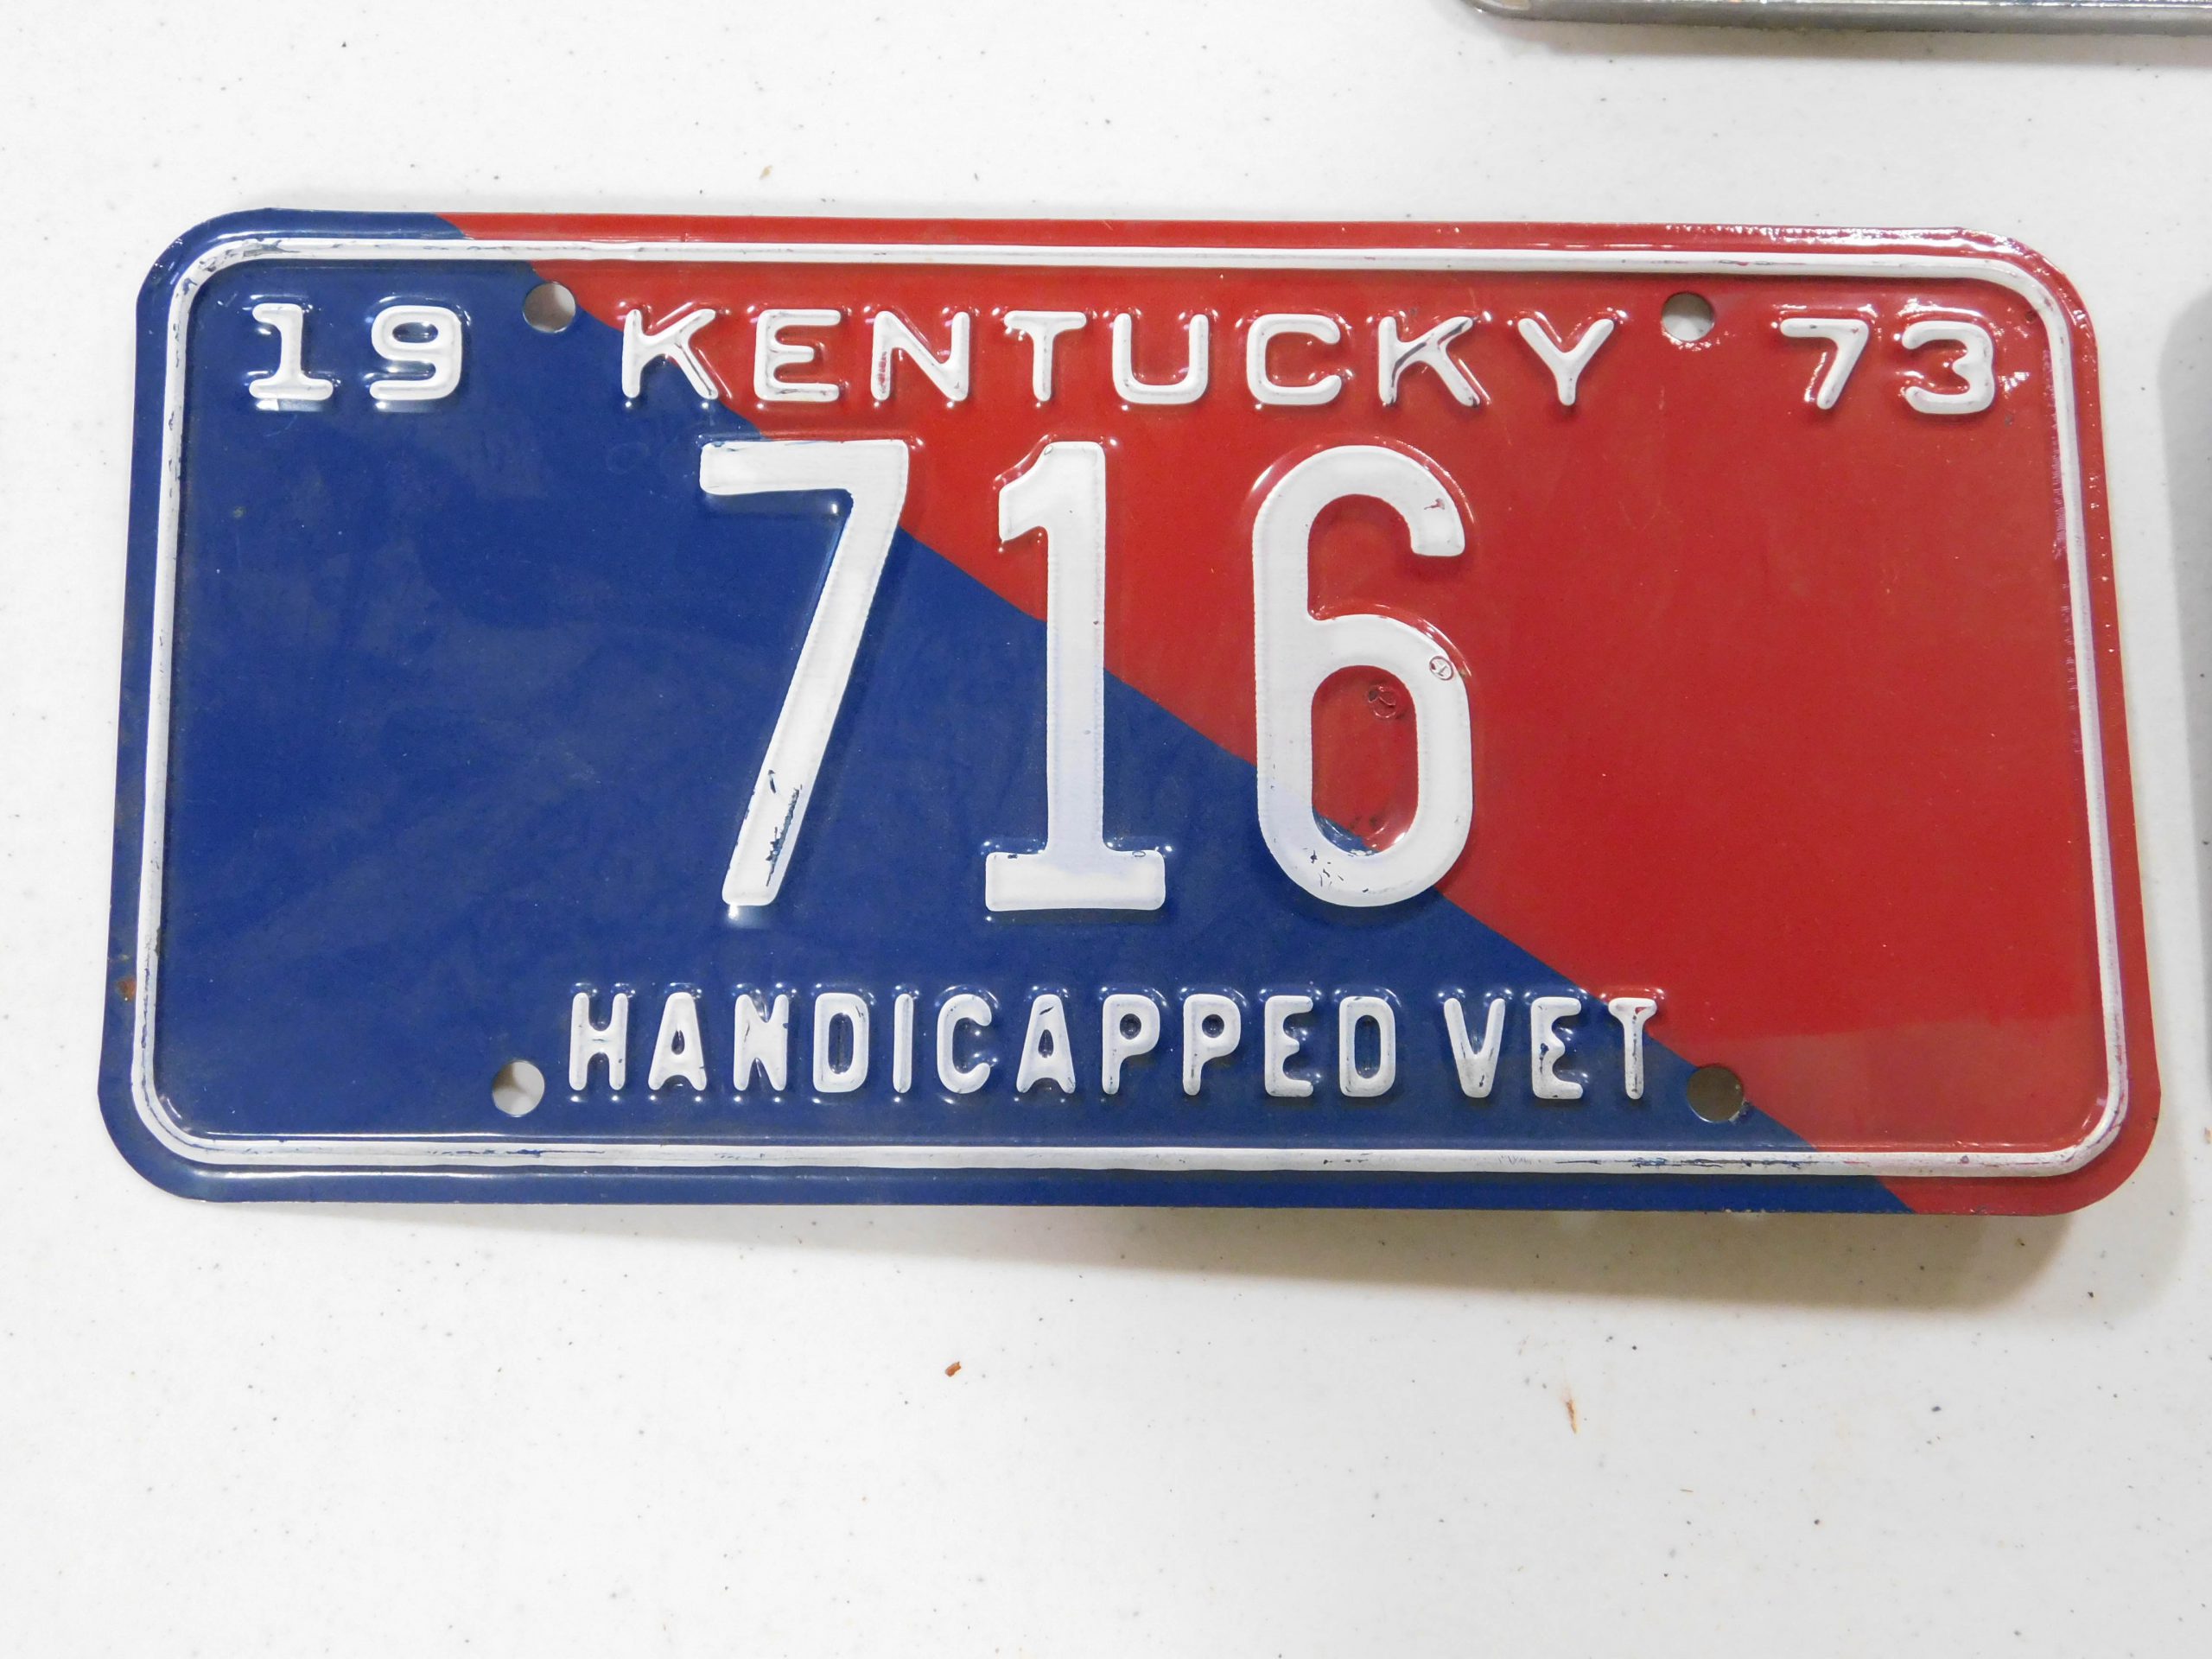 19 KENTUCKY 73
716
HANDICAPPED VET